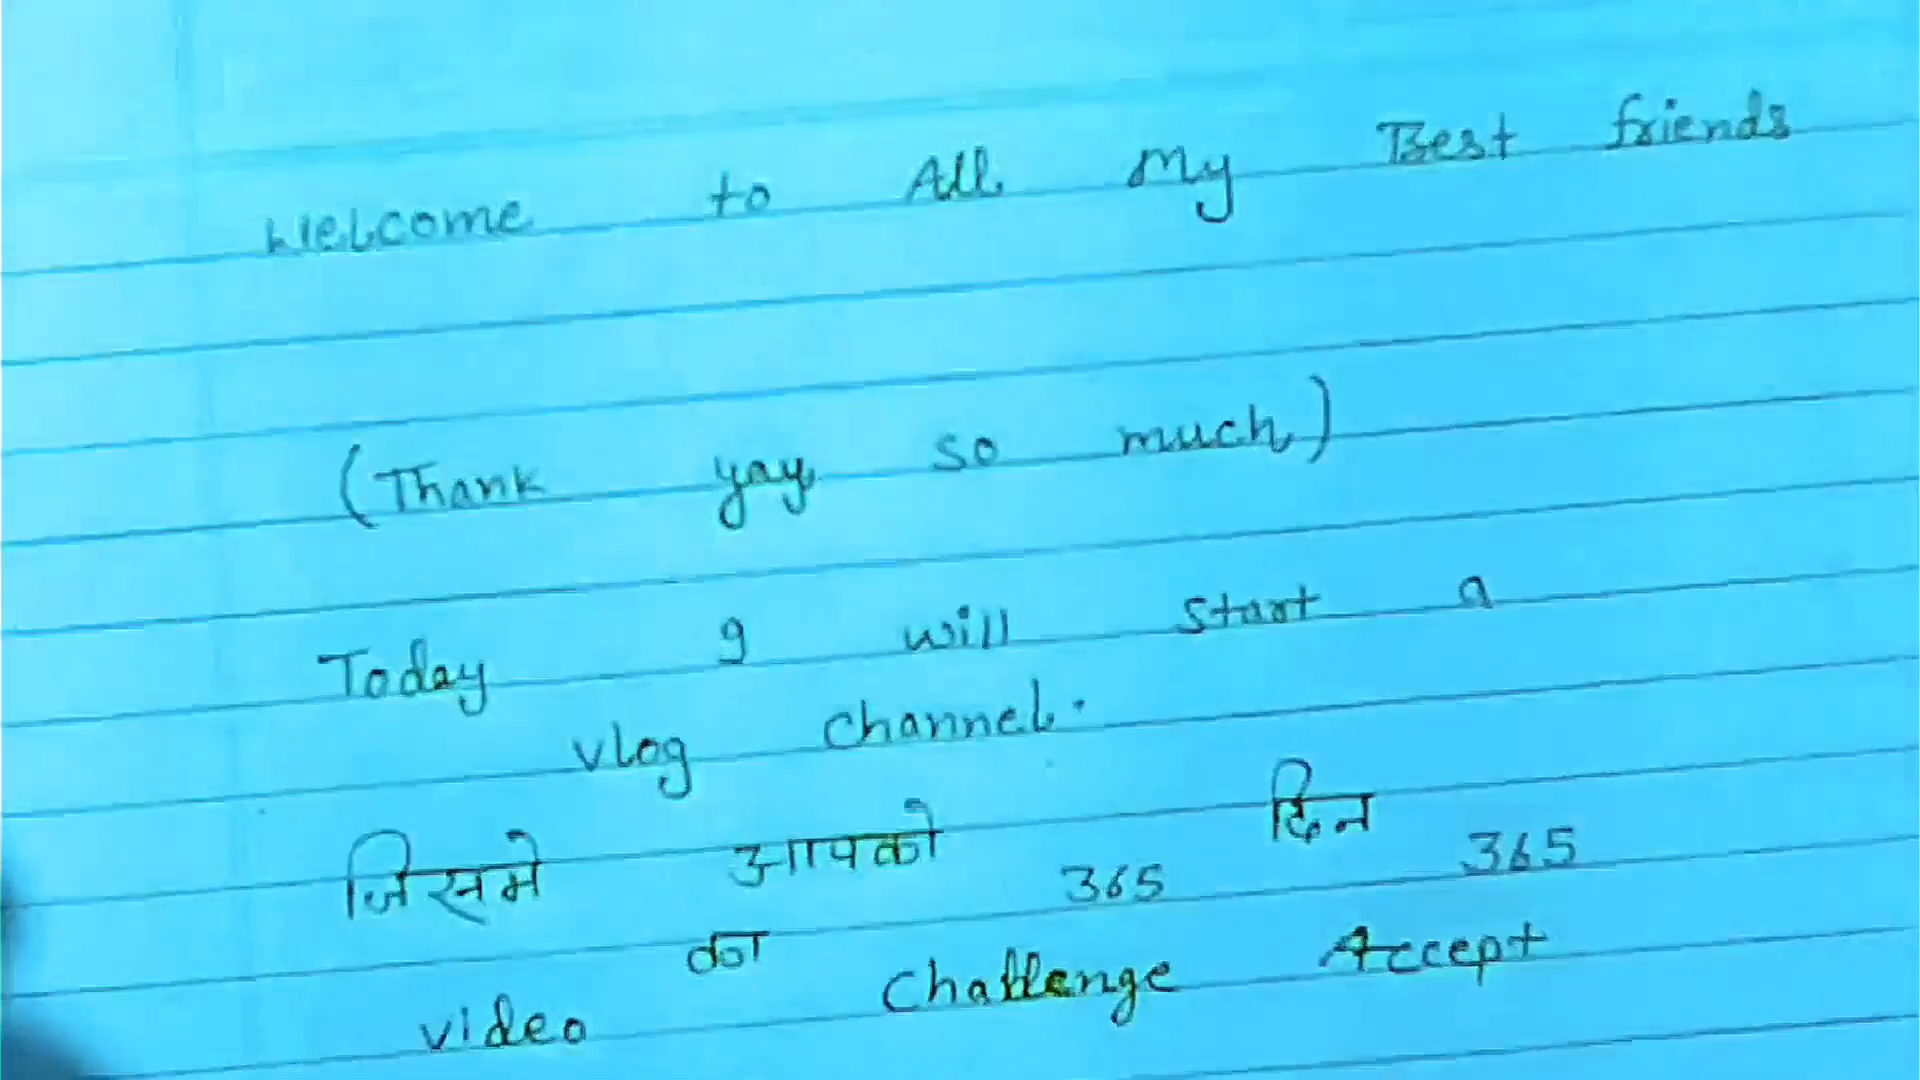 Welcome to All My Best friends
(Thank yay so much)
Today I will start a
vlog channel.
जिसमे आपको 365 दिन 365
video का challenge Accept